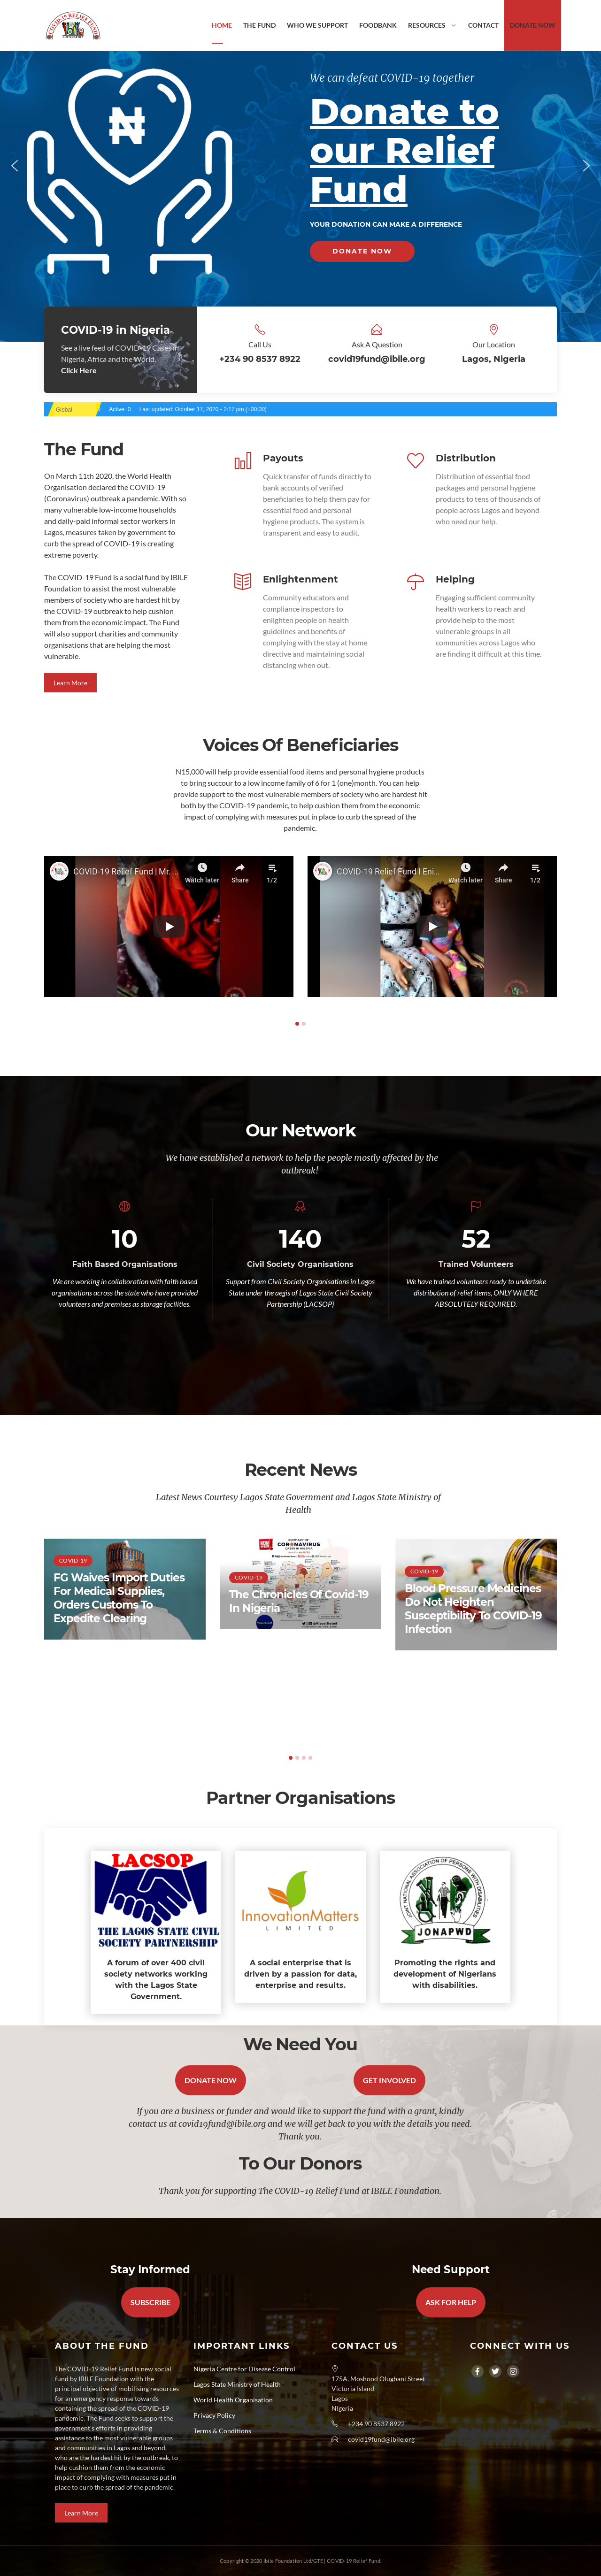 HOME THE FUND WHO WE SUPPORT FOODBANK RESOURCES CONTACT DONATE NOW
We can defeat COVID-19 together
Donate to
our Relief
Fund
YOUR DONATION CAN MAKE A DIFFERENCE
DONATE NOW
COVID-19 in Nigeria
See a live feed of COVID-19 Cases in
Nigeria, Africa and the World.
Click Here
Call Us
+234 90 8537 8922
Ask A Question
covid19fund@ibile.org
Our Location
Lagos, Nigeria
Global Active: 0 Last updated: October 17, 2020 - 2:17 pm (+00:00)
The Fund
On March 11th 2020, the World Health
Organisation declared the COVID-19
(Coronavirus) outbreak a pandemic. With so
many vulnerable low-income households
and daily-paid informal sector workers in
Lagos, measures taken by government to
curb the spread of COVID-19 is creating
extreme poverty.
The COVID-19 Fund is a social fund by IBILE
Foundation to assist the most vulnerable
members of society who are hardest hit by
the COVID-19 outbreak to help cushion
them from the economic impact. The Fund
will also support charities and community
organisations that are helping the most
vulnerable.
Learn More
Payouts
Quick transfer of funds directly to
bank accounts of verified
beneficiaries to help them pay for
essential food and personal
hygiene products. The system is
transparent and easy to audit.
Distribution
Distribution of essential food
packages and personal hygiene
products to tens of thousands of
people across Lagos and beyond
who need our help.
Enlightenment
Community educators and
compliance inspectors to
enlighten people on health
guidelines and benefits of
complying with the stay at home
directive and maintaining social
distancing when out.
Helping
Engaging sufficient community
health workers to reach and
provide help to the most
vulnerable groups in all
communities across Lagos who
are finding it difficult at this time.
Voices Of Beneficiaries
N15,000 will help provide essential food items and personal hygiene products
to bring succour to a low income family of 6 for 1 (one)month. You can help
provide support to the most vulnerable members of society who are hardest hit
both by the COVID-19 pandemic, to help cushion them from the economic
impact of complying with measures put in place to curb the spread of the
pandemic.
COVID-19 Relief Fund | Mr. ...
Watch later Share 1/2
COVID-19 Relief Fund I Eni...
Watch later Share 1/2
Our Network
We have established a network to help the people mostly affected by the
outbreak!
10
Faith Based Organisations
We are working in collaboration with faith based
organisations across the state who have provided
volunteers and premises as storage facilities.
140
Civil Society Organisations
Support from Civil Society Organisations in Lagos
State under the aegis of Lagos State Civil Society
Partnership (LACSOP)
52
Trained Volunteers
We have trained volunteers ready to undertake
distribution of relief items, ONLY WHERE
ABSOLUTELY REQUIRED.
Recent News
Latest News Courtesy Lagos State Government and Lagos State Ministry of
Health
COVID-19
FG Waives Import Duties
For Medical Supplies,
Orders Customs To
Expedite Clearing
CORONAVIRUS
COVID-19
The Chronicles Of Covid-19
In Nigeria
COVID-19
Blood Pressure Medicines
Do Not Heighten
Susceptibility To COVID-19
Infection
Partner Organisations
LACSOP
THE LAGOS STATE CIVIL
SOCIETY PARTNERSHIP
A forum of over 400 civil
society networks working
with the Lagos State
Government.
InnovationMatters
LIMITED
A social enterprise that is
driven by a passion for data,
enterprise and results.
JOINT NATIONAL ASSOCIATION OF PERSONS WITH DISABILITIES
JONAPWD
Promoting the rights and
development of Nigerians
with disabilities.
We Need You
DONATE NOW
GET INVOLVED
If you are a business or funder and would like to support the fund with a grant, kindly
contact us at covid19fund@ibile.org and we will get back to you with the details you need.
Thank you.
To Our Donors
Thank you for supporting The COVID-19 Relief Fund at IBILE Foundation.
Stay Informed
SUBSCRIBE
Need Support
ASK FOR HELP
ABOUT THE FUND
The COVID-19 Relief Fund is new social
fund by IBILE Foundation with the
principal objective of mobilising resources
for an emergency response towards
containing the spread of the COVID-19
pandemic. The Fund seeks to support the
government's efforts in providing
assistance to the most vulnerable groups
and communities in Lagos and beyond,
who are the hardest hit by the outbreak, to
help cushion them from the economic
impact of complying with measures put in
place to curb the spread of the pandemic.
Learn More
IMPORTANT LINKS
Nigeria Centre for Disease Control
Lagos State Ministry of Health
World Health Organisation
Privacy Policy
Terms & Conditions
CONTACT US
175A, Moshood Olugbani Street
Victoria Island
Lagos
NIgeria
+234 90 8537 8922
covid19fund@ibile.org
CONNECT WITH US
Copyright © 2020 Ibile Foundation Ltd/GTE | COVID-19 Relief Fund.